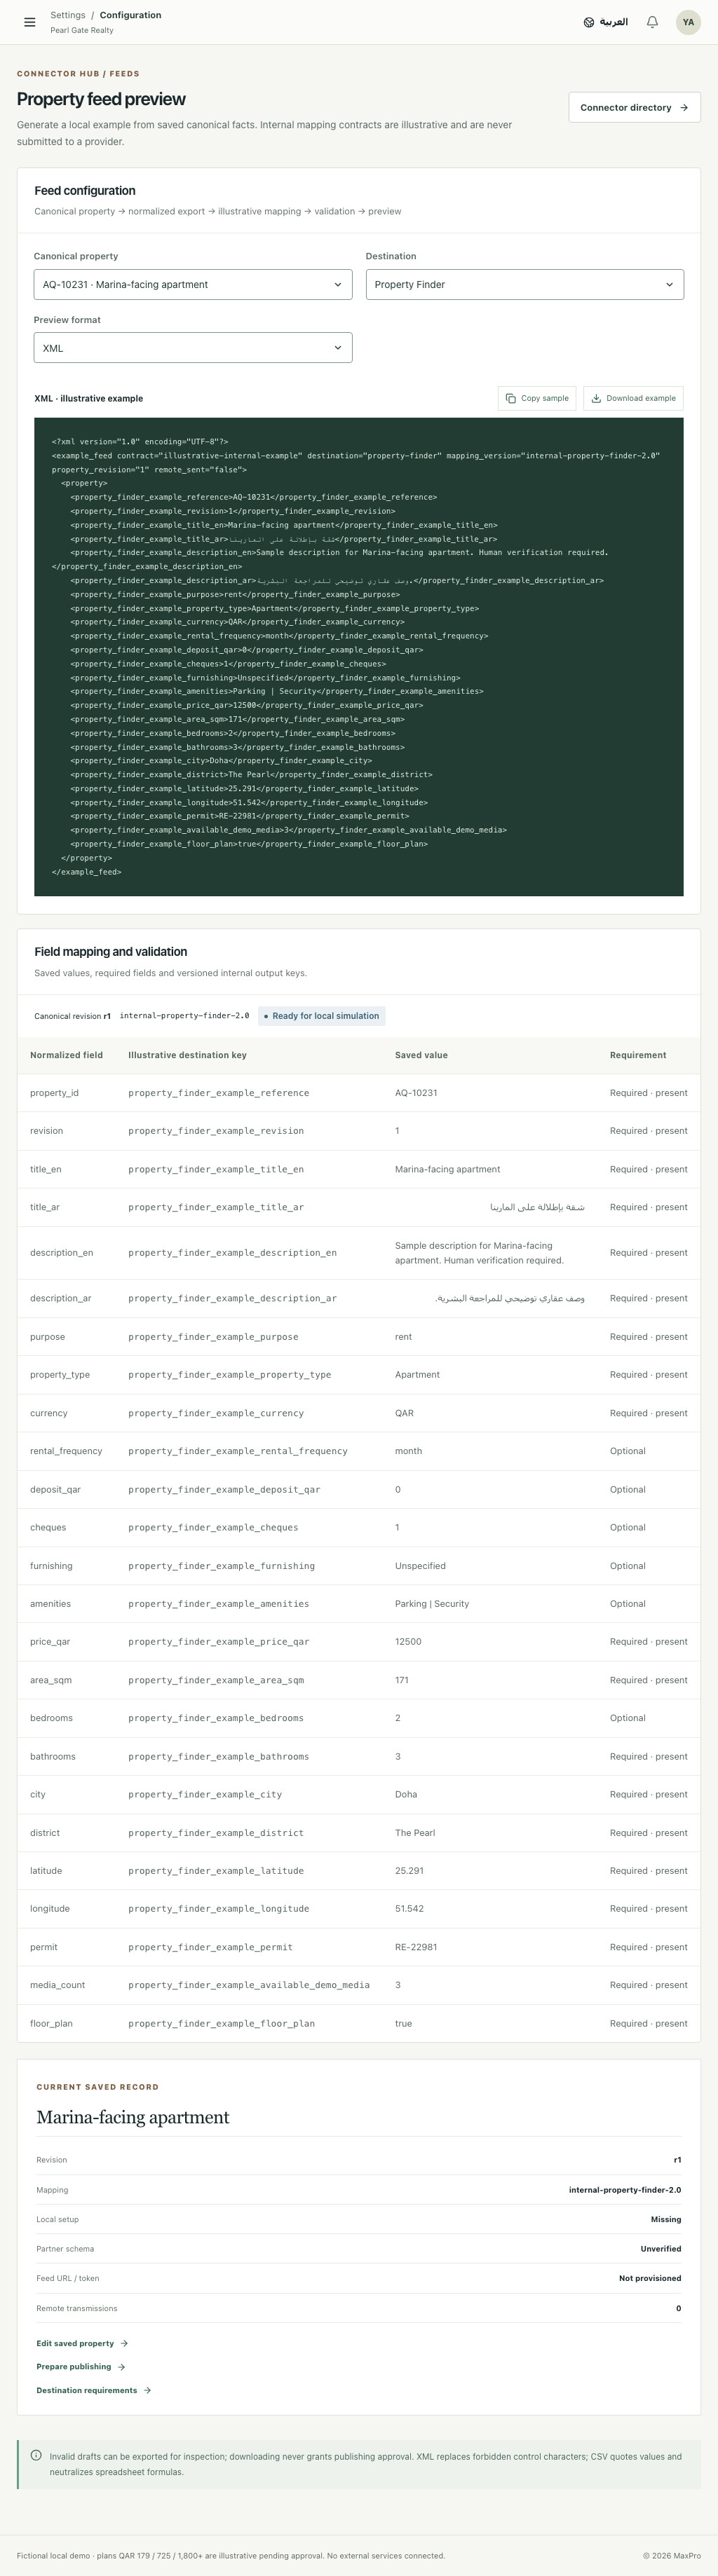 Settings / Configuration
Pearl Gate Realty
العربية
YA
CONNECTOR HUB / FEEDS
Property feed preview
Generate a local example from saved canonical facts. Internal mapping contracts are illustrative and are never
submitted to a provider.
Connector directory →
Feed configuration
Canonical property → normalized export → illustrative mapping → validation → preview
Canonical property
AQ-10231 · Marina-facing apartment
Destination
Property Finder
Preview format
XML
XML · illustrative example
Copy sample
Download example
<?xml version="1.0" encoding="UTF-8"?>
<example_feed contract="illustrative-internal-example" destination="property-finder" mapping_version="internal-property-finder-2.0"
property_revision="1" remote_sent="false">
<property>
<property_finder_example_reference>AQ-10231</property_finder_example_reference>
<property_finder_example_revision>1</property_finder_example_revision>
<property_finder_example_title_en>Marina-facing apartment</property_finder_example_title_en>
<property_finder_example_title_ar>شقة بإطلالة على المارينا</property_finder_example_title_ar>
<property_finder_example_description_en>Sample description for Marina-facing apartment. Human verification required.
</property_finder_example_description_en>
<property_finder_example_description_ar>وصف عقاري توضيحي للمراجعة البشرية.</property_finder_example_description_ar>
<property_finder_example_purpose>rent</property_finder_example_purpose>
<property_finder_example_property_type>Apartment</property_finder_example_property_type>
<property_finder_example_currency>QAR</property_finder_example_currency>
<property_finder_example_rental_frequency>month</property_finder_example_rental_frequency>
<property_finder_example_deposit_qar>0</property_finder_example_deposit_qar>
<property_finder_example_cheques>1</property_finder_example_cheques>
<property_finder_example_furnishing>Unspecified</property_finder_example_furnishing>
<property_finder_example_amenities>Parking | Security</property_finder_example_amenities>
<property_finder_example_price_qar>12500</property_finder_example_price_qar>
<property_finder_example_area_sqm>171</property_finder_example_area_sqm>
<property_finder_example_bedrooms>2</property_finder_example_bedrooms>
<property_finder_example_bathrooms>3</property_finder_example_bathrooms>
<property_finder_example_city>Doha</property_finder_example_city>
<property_finder_example_district>The Pearl</property_finder_example_district>
<property_finder_example_latitude>25.291</property_finder_example_latitude>
<property_finder_example_longitude>51.542</property_finder_example_longitude>
<property_finder_example_permit>RE-22981</property_finder_example_permit>
<property_finder_example_available_demo_media>3</property_finder_example_available_demo_media>
<property_finder_example_floor_plan>true</property_finder_example_floor_plan>
</property>
</example_feed>
Field mapping and validation
Saved values, required fields and versioned internal output keys.
Canonical revision r1 internal-property-finder-2.0 • Ready for local simulation
Normalized field Illustrative destination key Saved value Requirement
property_id property_finder_example_reference AQ-10231 Required · present
revision property_finder_example_revision 1 Required · present
title_en property_finder_example_title_en Marina-facing apartment Required · present
title_ar property_finder_example_title_ar شقة بإطلالة على المارينا Required · present
description_en property_finder_example_description_en Sample description for Marina-facing
apartment. Human verification required. Required · present
description_ar property_finder_example_description_ar وصف عقاري توضيحي للمراجعة البشرية. Required · present
purpose property_finder_example_purpose rent Required · present
property_type property_finder_example_property_type Apartment Required · present
currency property_finder_example_currency QAR Required · present
rental_frequency property_finder_example_rental_frequency month Optional
deposit_qar property_finder_example_deposit_qar 0 Optional
cheques property_finder_example_cheques 1 Optional
furnishing property_finder_example_furnishing Unspecified Optional
amenities property_finder_example_amenities Parking | Security Optional
price_qar property_finder_example_price_qar 12500 Required · present
area_sqm property_finder_example_area_sqm 171 Required · present
bedrooms property_finder_example_bedrooms 2 Optional
bathrooms property_finder_example_bathrooms 3 Required · present
city property_finder_example_city Doha Required · present
district property_finder_example_district The Pearl Required · present
latitude property_finder_example_latitude 25.291 Required · present
longitude property_finder_example_longitude 51.542 Required · present
permit property_finder_example_permit RE-22981 Required · present
media_count property_finder_example_available_demo_media 3 Required · present
floor_plan property_finder_example_floor_plan true Required · present
CURRENT SAVED RECORD
Marina-facing apartment
Revision r1
Mapping internal-property-finder-2.0
Local setup Missing
Partner schema Unverified
Feed URL / token Not provisioned
Remote transmissions 0
Edit saved property →
Prepare publishing →
Destination requirements →
Invalid drafts can be exported for inspection; downloading never grants publishing approval. XML replaces forbidden control characters; CSV quotes values and
neutralizes spreadsheet formulas.
Fictional local demo · plans QAR 179 / 725 / 1,800+ are illustrative pending approval. No external services connected.
© 2026 MaxPro